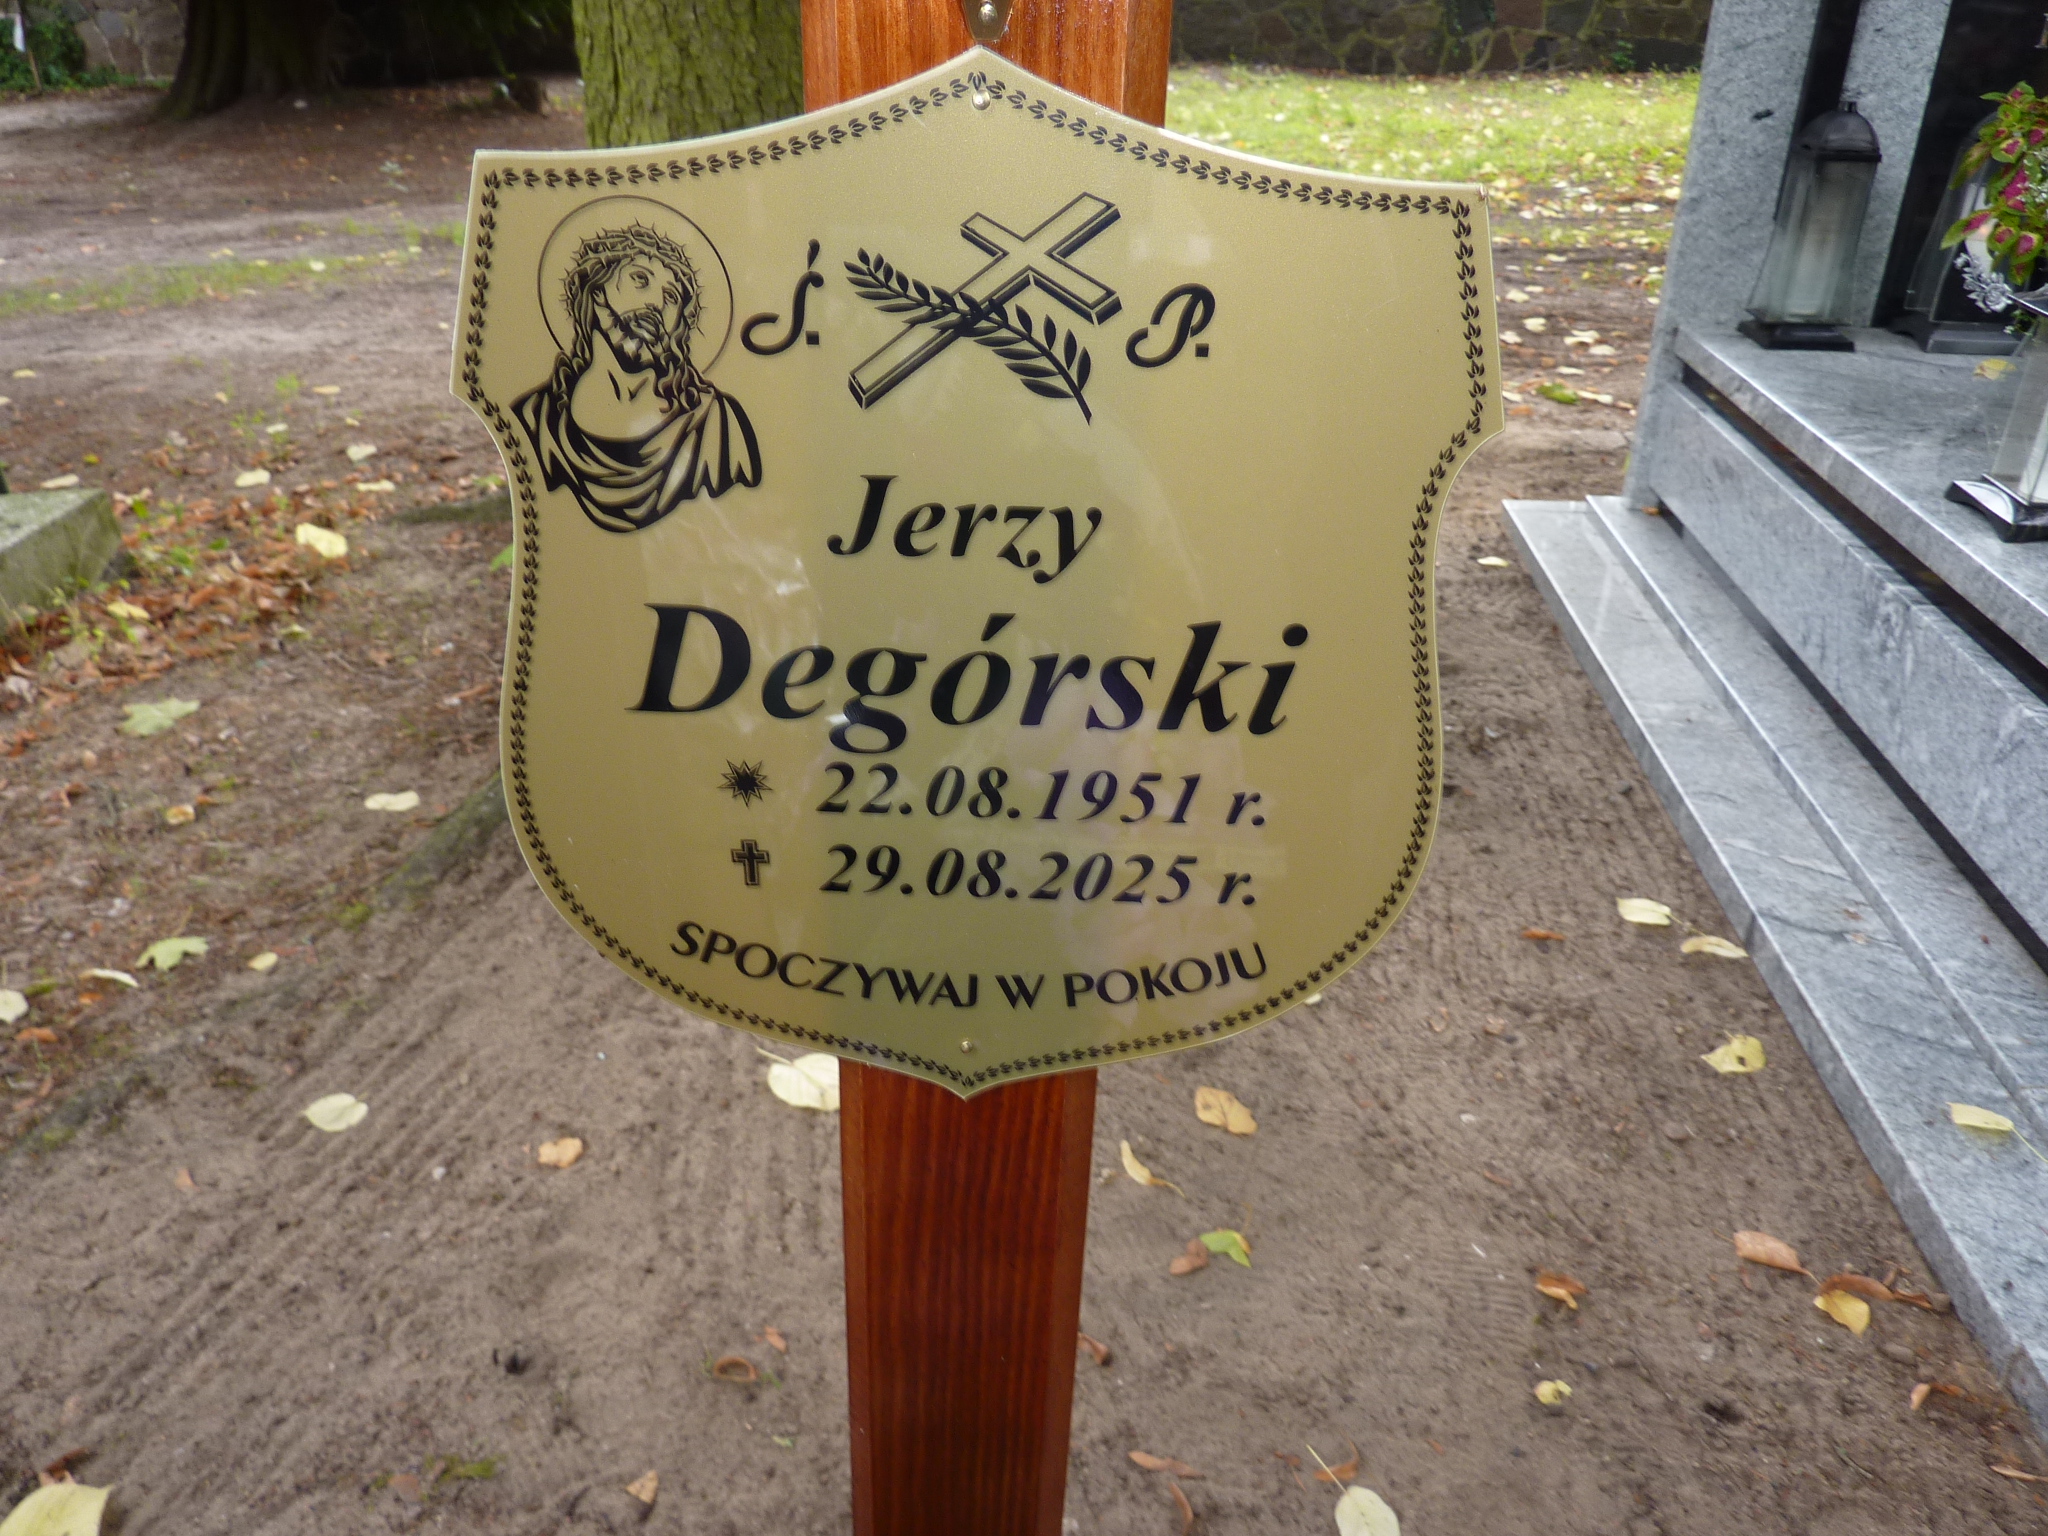 Ś. P.
Jerzy
Degórski
22.08.1951 r.
29.08.2025 r.
SPOCZYWAJ W POKOJU